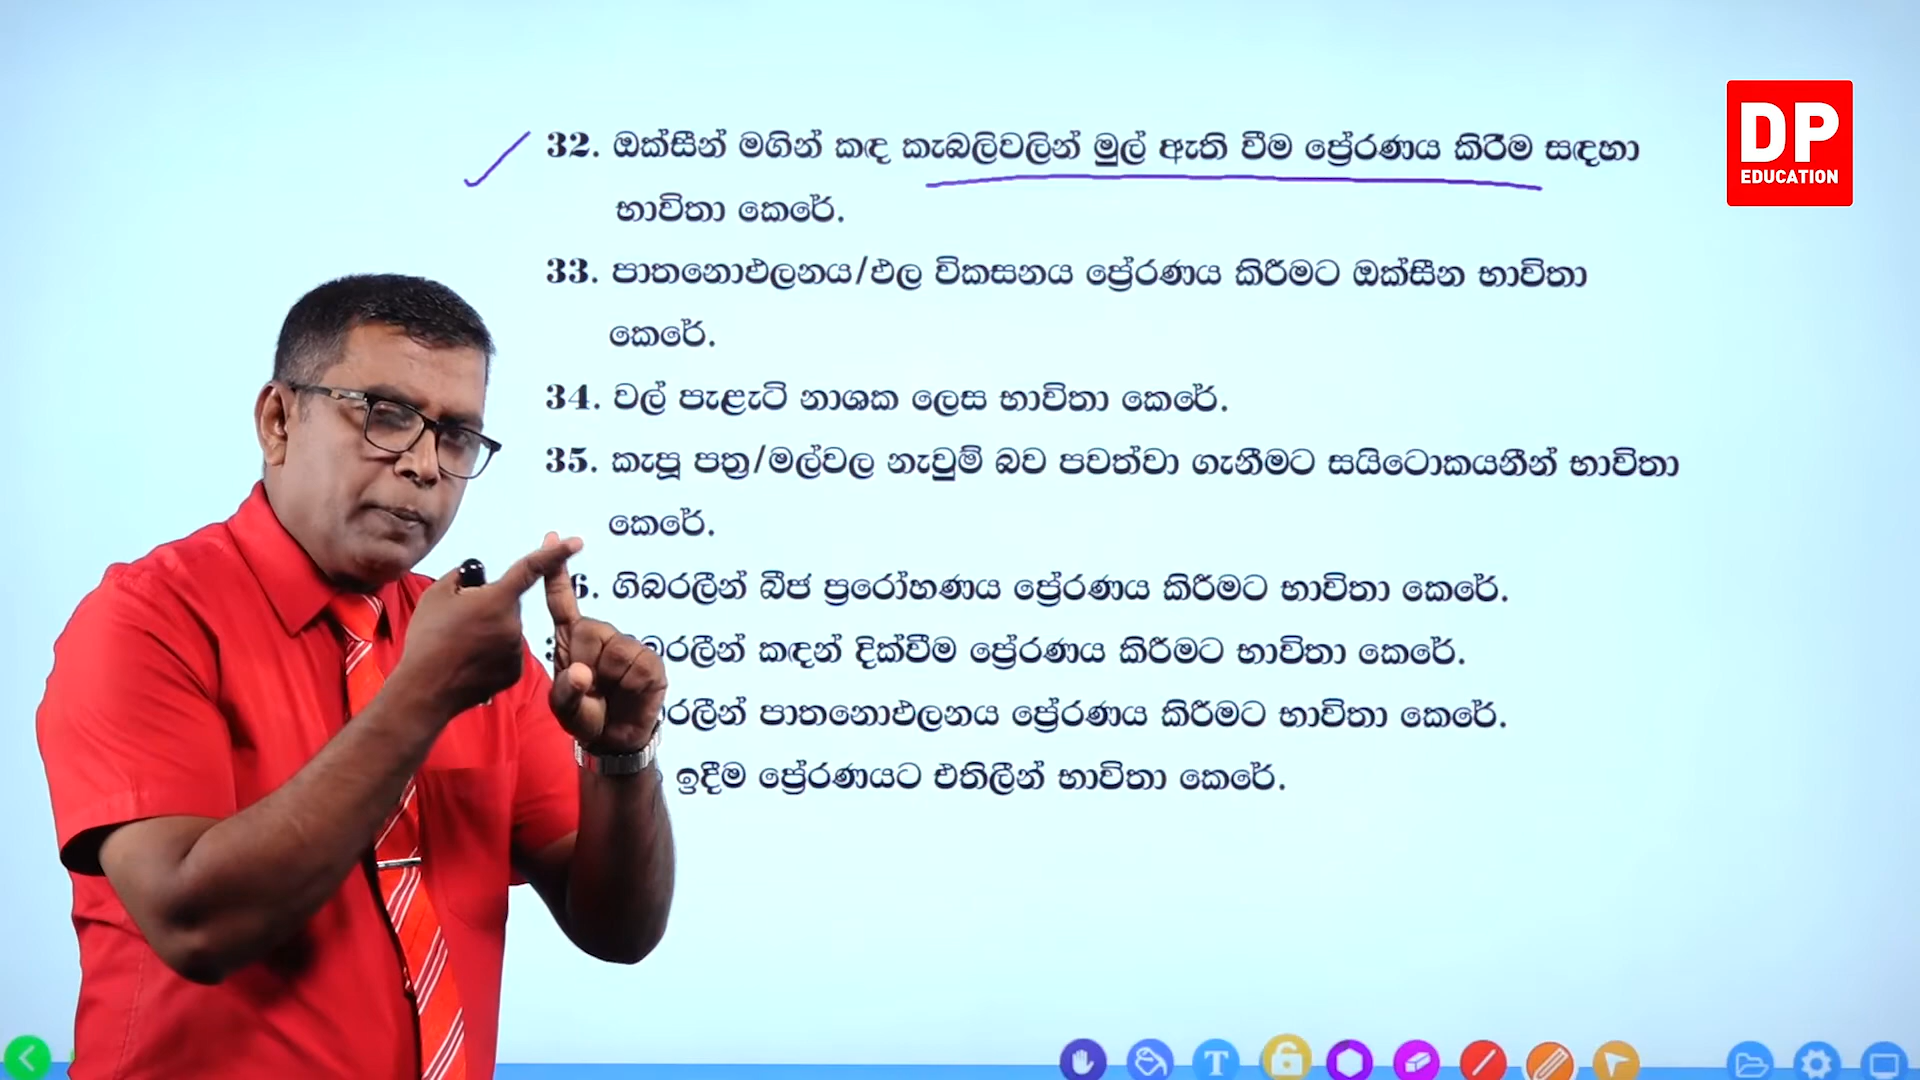 DP
EDUCATION
32. ඔක්සීන් මගින් කඳ කැබලිවලින් මුල් ඇති වීම ප්‍රේරණය කිරීම සඳහා
භාවිතා කෙරේ.
33. පාතනොඵලනය/ඵල විකසනය ප්‍රේරණය කිරීමට ඔක්සීන භාවිතා
කෙරේ.
34. වල් පැළැටි නාශක ලෙස භාවිතා කෙරේ.
35. කැපූ පත්‍ර/මල්වල නැවුම් බව පවත්වා ගැනීමට සයිටොකයනීන් භාවිතා
කෙරේ.
6. ගිබරලීන් බීජ ප්‍රරෝහණය ප්‍රේරණය කිරීමට භාවිතා කෙරේ.
කඳන් දික්වීම ප්‍රේරණය කිරීමට භාවිතා කෙරේ.
පාතනොඵලනය ප්‍රේරණය කිරීමට භාවිතා කෙරේ.
ඉදීම ප්‍රේරණයට එතිලීන් භාවිතා කෙරේ.
T